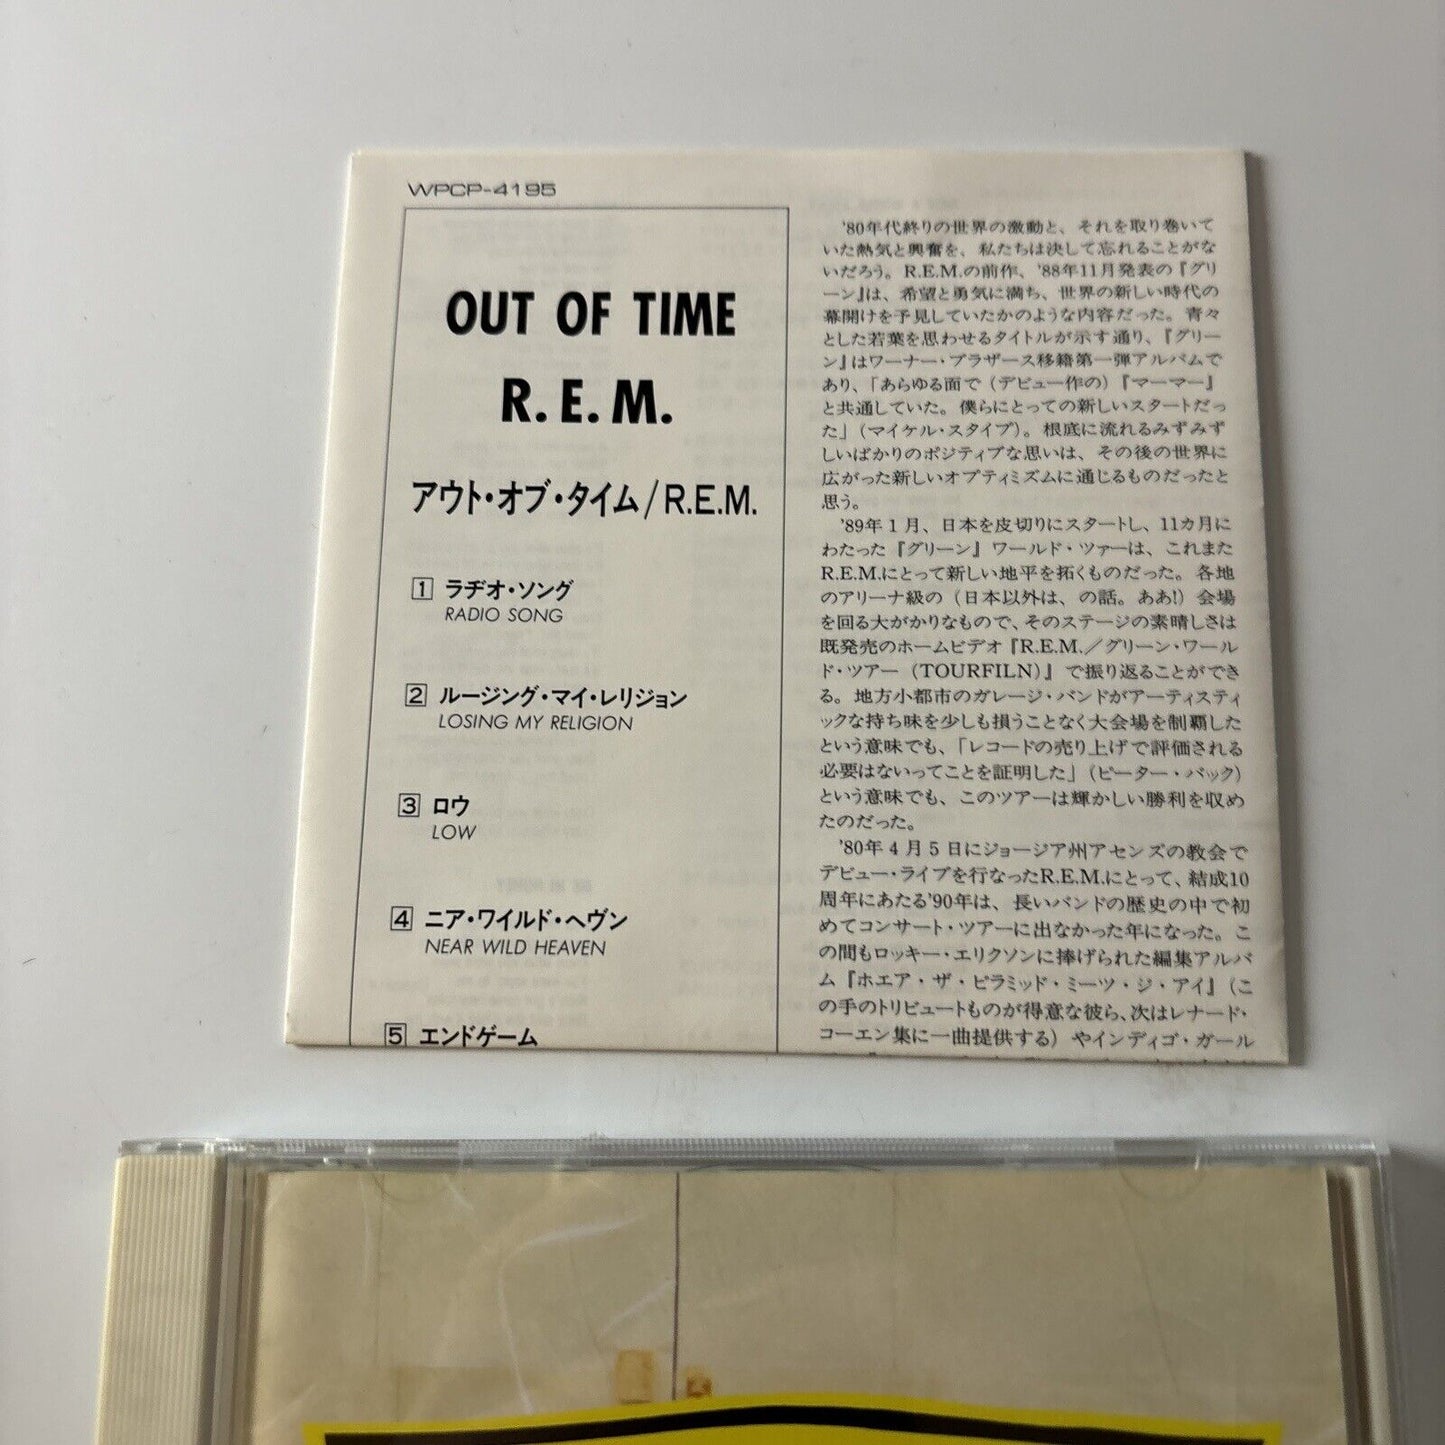 WPCP-4195
OUT OF TIME
R.E.M.
アウト・オブ・タイム/R.E.M.
1 ラヂオ・ソング
RADIO SONG
2 ルージング・マイ・レリジョン
LOSING MY RELIGION
3 ロウ
LOW
4 ニア・ワイルド・ヘヴン
NEAR WILD HEAVEN
5 エンドゲーム
'80年代終りの世界の激動と、それを取り巻いて
いた熱気と興奮を、私たちは決して忘れることがな
いだろう。R.E.M.の前作、'88年11月発表の『グリ
ーン』は、希望と勇気に満ち、世界の新しい時代の
幕開けを予見していたかのような内容だった。青々
とした若葉を思わせるタイトルが示す通り、『グリー
ン』はワーナー・ブラザース移籍第一弾アルバムで
あり、「あらゆる面で（デビュー作の）『マーマー』
と共通していた。僕らにとっての新しいスタートだっ
た」（マイケル・スタイプ）。根底に流れるみずみず
しいばかりのポジティブな思いは、その後の世界に
広がった新しいオプティミズムに通じるものだったと
思う。
'89年1月、日本を皮切りにスタートし、11カ月に
わたった『グリーン』ワールド・ツァーは、これまた
R.E.M.にとって新しい地平を拓くものだった。各地
のアリーナ級の（日本以外は、の話。ああ!）会場
を回る大がかりなもので、そのステージの素晴しさは
既発売のホームビデオ『R.E.M.／グリーン・ワール
ド・ツアー（TOURFILN）』で振り返ることができ
る。地方小都市のガレージ・バンドがアーティスティ
ックな持ち味を少しも損うことなく大会場を制覇した
という意味でも、「レコードの売り上げで評価される
必要はないってことを証明した」（ピーター・バック）
という意味でも、このツアーは輝かしい勝利を収め
たのだった。
'80年4月5日にジョージア州アセンズの教会で
デビュー・ライブを行なったR.E.M.にとって、結成10
周年にあたる'90年は、長いバンドの歴史の中で初
めてコンサート・ツアーに出なかった年になった。こ
の間もロッキー・エリクソンに捧げられた編集アルバ
ム『ホエア・ザ・ピラミッド・ミーツ・ジ・アイ』（こ
の手のトリビュートものが得意な彼ら、次はレナード・
コーエン集に一曲提供する）やインディゴ・ガール